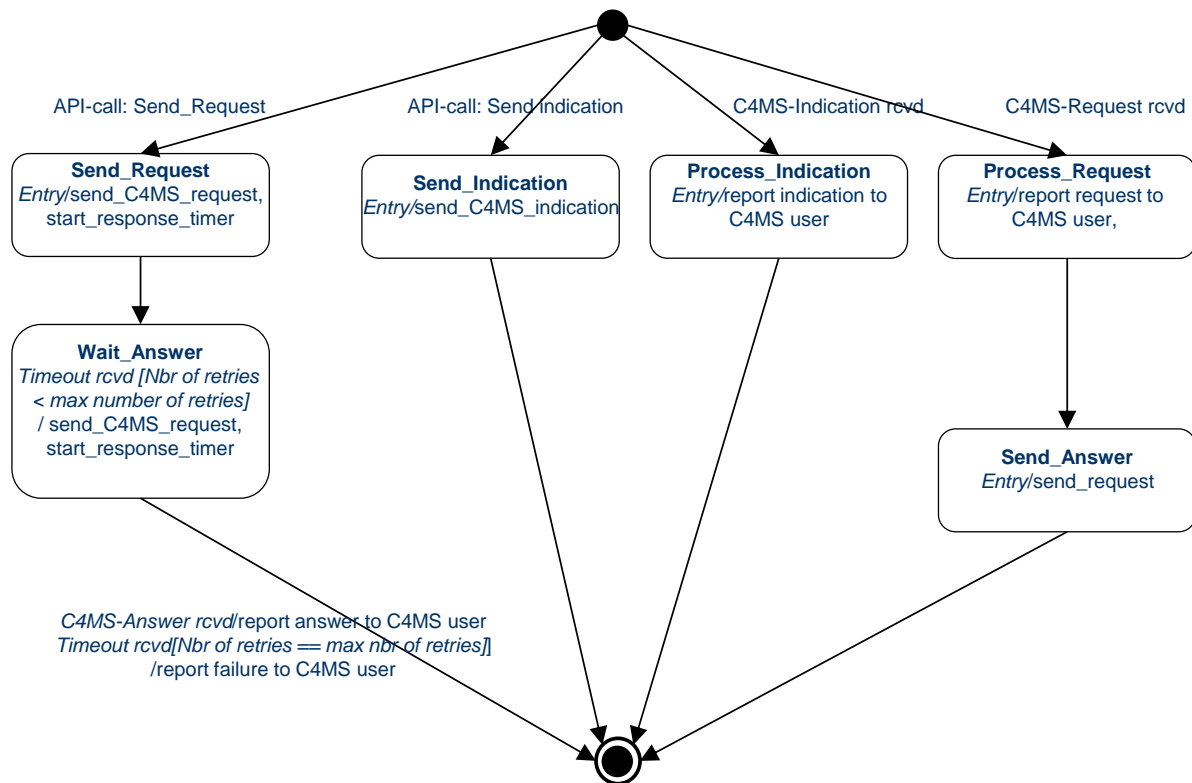 API-call: Send_Request
API-call: Send Indication
C4MS-Indication rcvd
C4MS-Request rcvd
Send_Request
Entry/send_C4MS_request,
start_response_timer
Send_Indication
Entry/send_C4MS_indication
Process_Indication
Entry/report indication to
C4MS user
Process_Request
Entry/report request to
C4MS user,
Wait_Answer
Timeout rcvd [Nbr of retries
< max number of retries]
/ send_C4MS_request,
start_response_timer
Send_Answer
Entry/send_request
C4MS-Answer rcvd/report answer to C4MS user
Timeout rcvd[Nbr of retries == max nbr of retries]]
/report failure to C4MS user